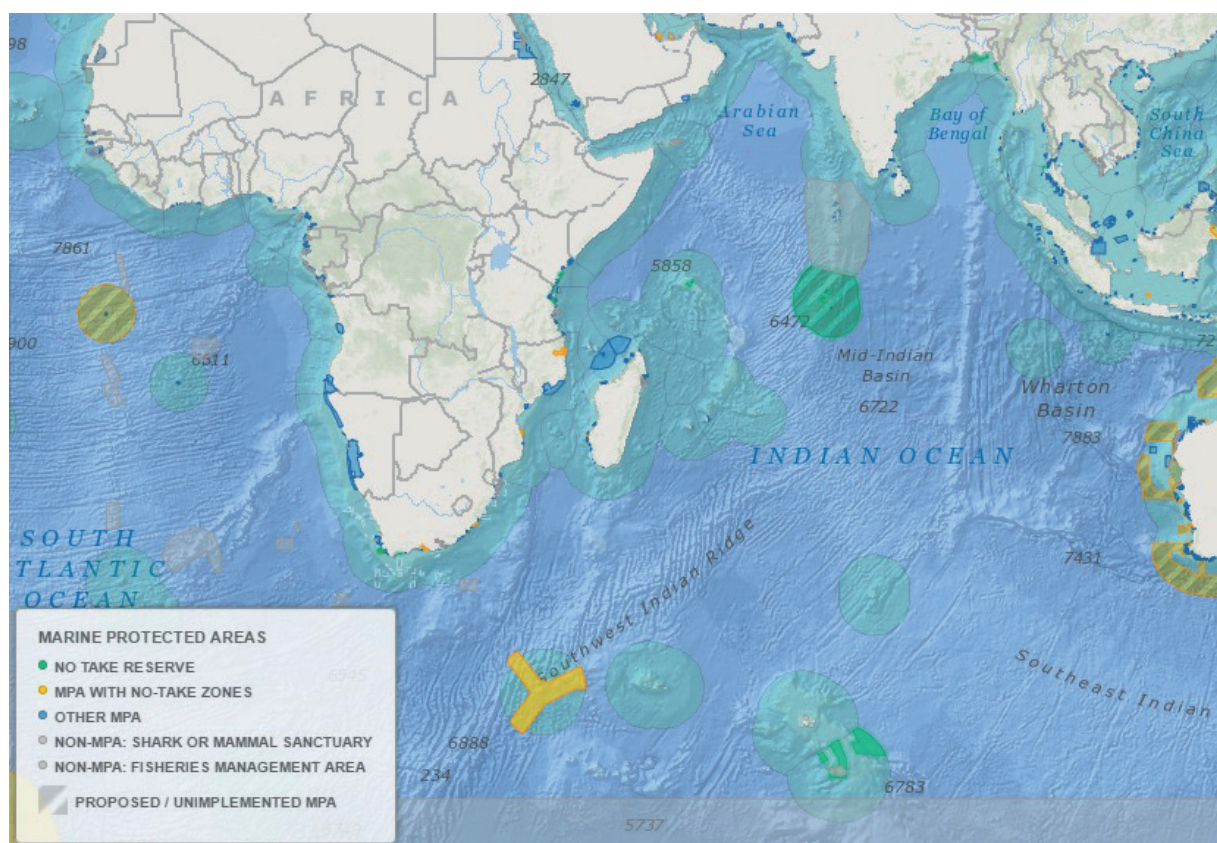 98
AFRICA
2847
Arabian
Sea
Bay of
Bengal
South
China
Sea
7861
5858
900
6511
6472
Mid-Indian
Basin
6722
Wharton
Basin
7883
INDIAN OCEAN
SOUTH
TLANTIC
OCEAN
7431
Southwest Indian Ridge
Southeast Indian
6888
234
6783
5737
MARINE PROTECTED AREAS
NO TAKE RESERVE
MPA WITH NO-TAKE ZONES
OTHER MPA
NON-MPA: SHARK OR MAMMAL SANCTUARY
NON-MPA: FISHERIES MANAGEMENT AREA
PROPOSED / UNIMPLEMENTED MPA